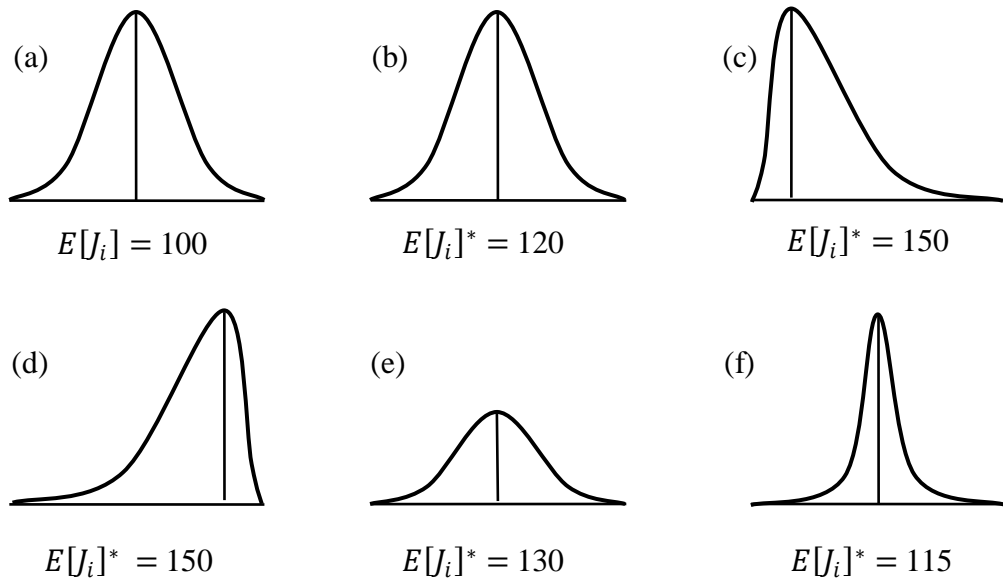 (a) (b) (c)
E[J_i] = 100 E[J_i]* = 120 E[J_i]* = 150
(d) (e) (f)
E[J_i]* = 150 E[J_i]* = 130 E[J_i]* = 115